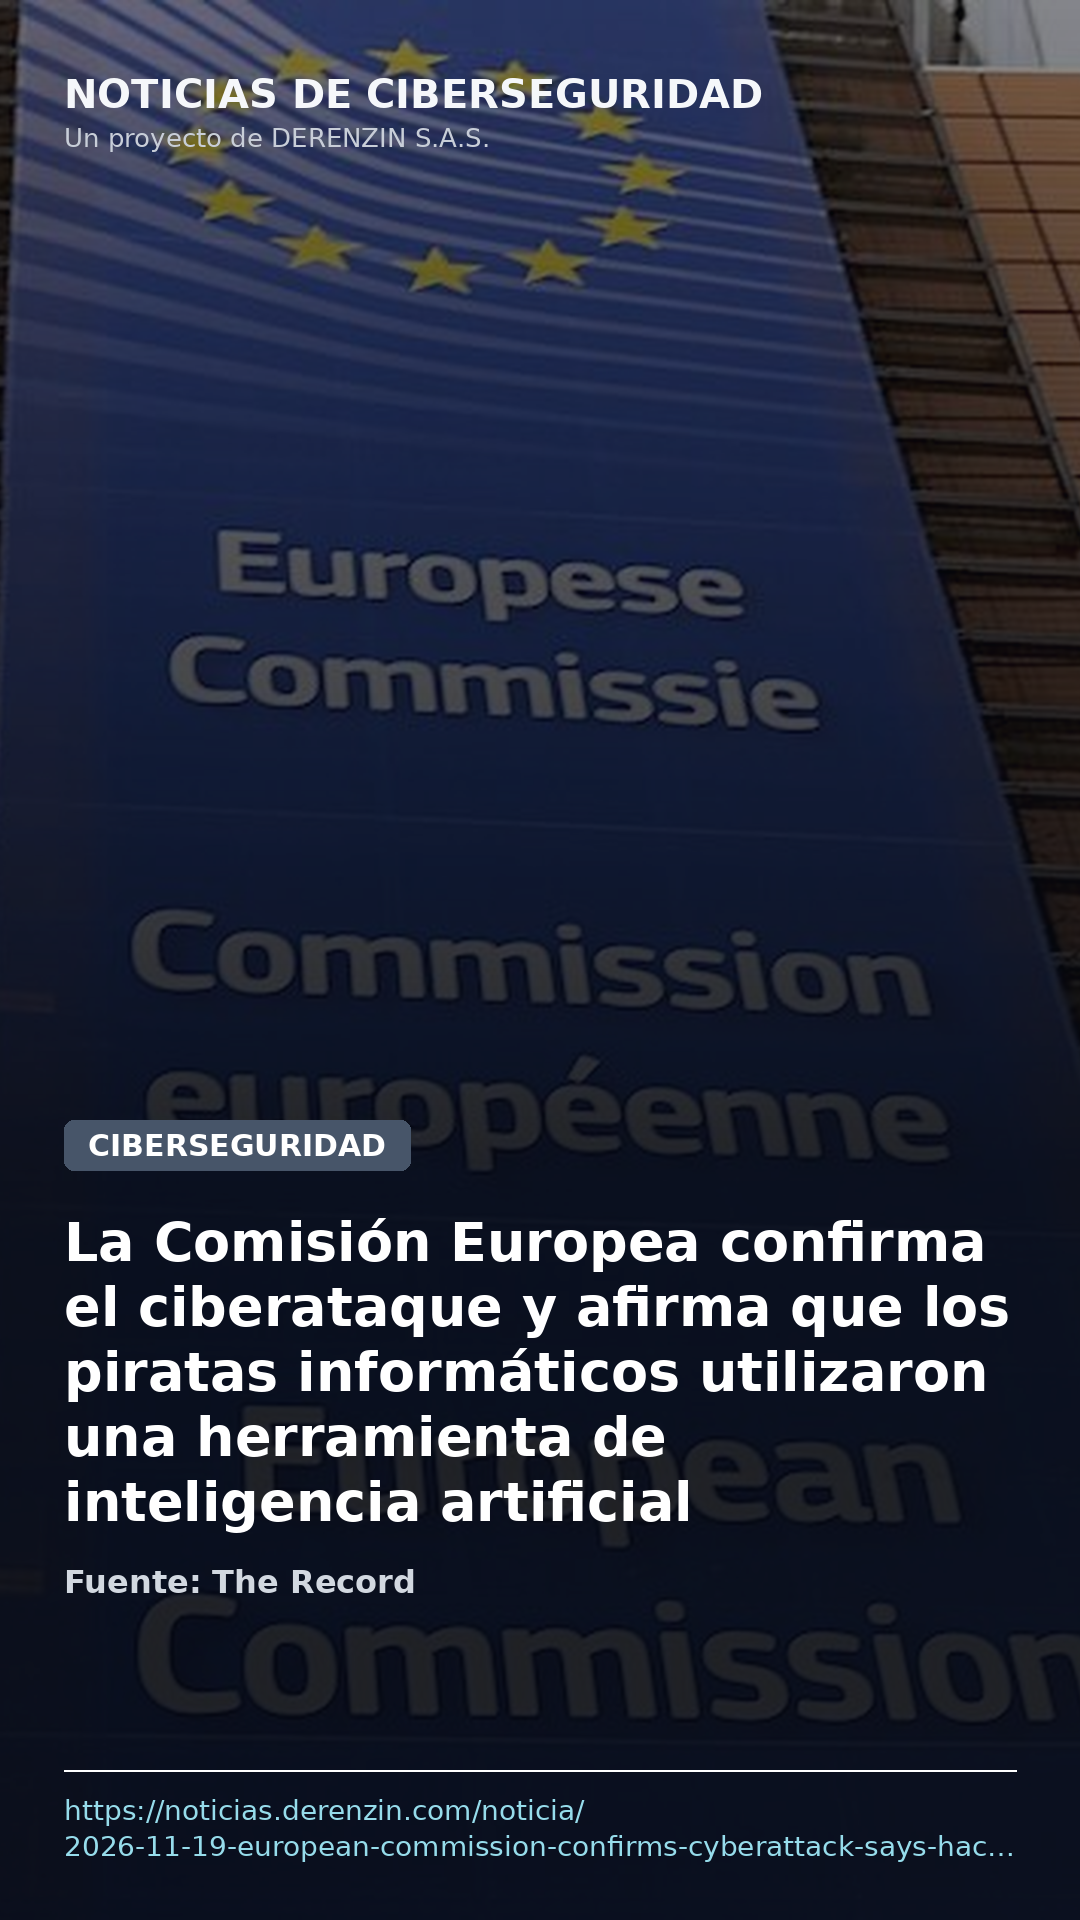 NOTICIAS DE CIBERSEGURIDAD
Un proyecto de DERENZIN S.A.S.
Europese
Commissie
Commission
européenne
CIBERSEGURIDAD
La Comisión Europea confirma
el ciberataque y afirma que los
piratas informáticos utilizaron
una herramienta de
inteligencia artificial
European
Fuente: The Record
Commission
https://noticias.derenzin.com/noticia/
2026-11-19-european-commission-confirms-cyberattack-says-hac...